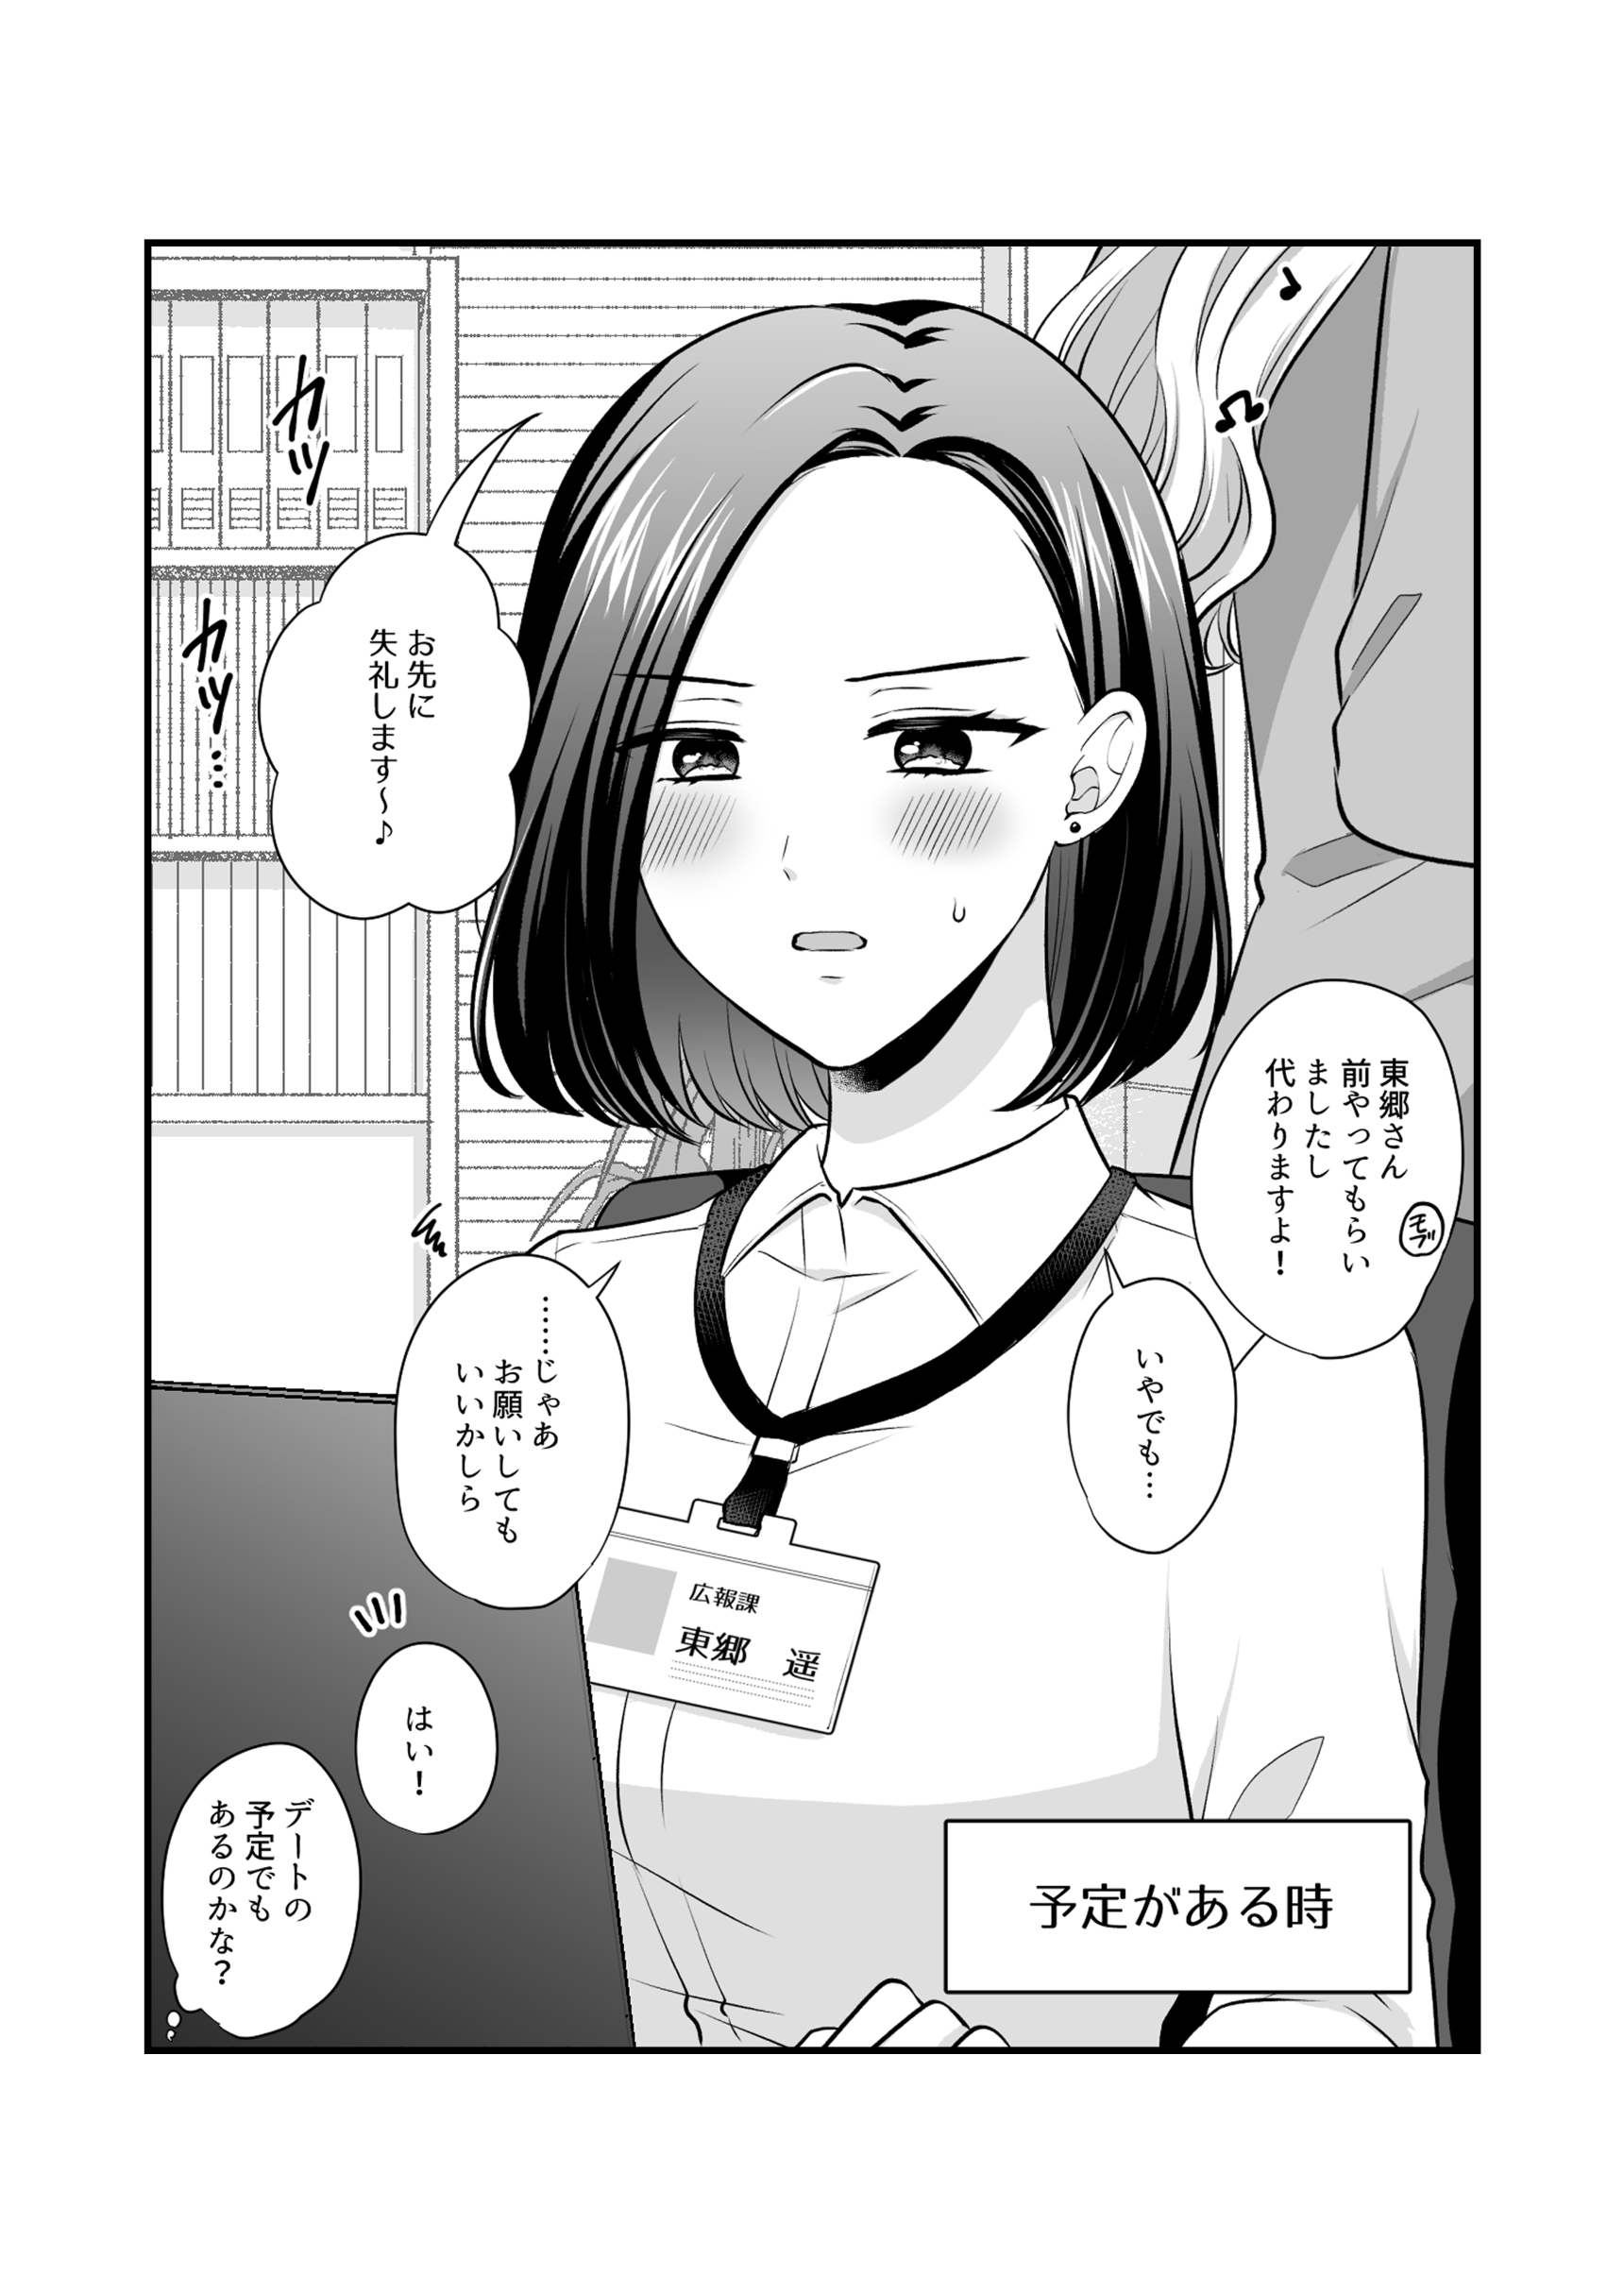 東郷さん
前やってもらい
ましたし
代わりますよ！
モブ
いやでも…
お先に
失礼します～♪
カッ
カッ…
……じゃあ
お願いしても
いいかしら
広報課
東郷 遥
はい！
デートの
予定でも
あるのかな？
予定がある時